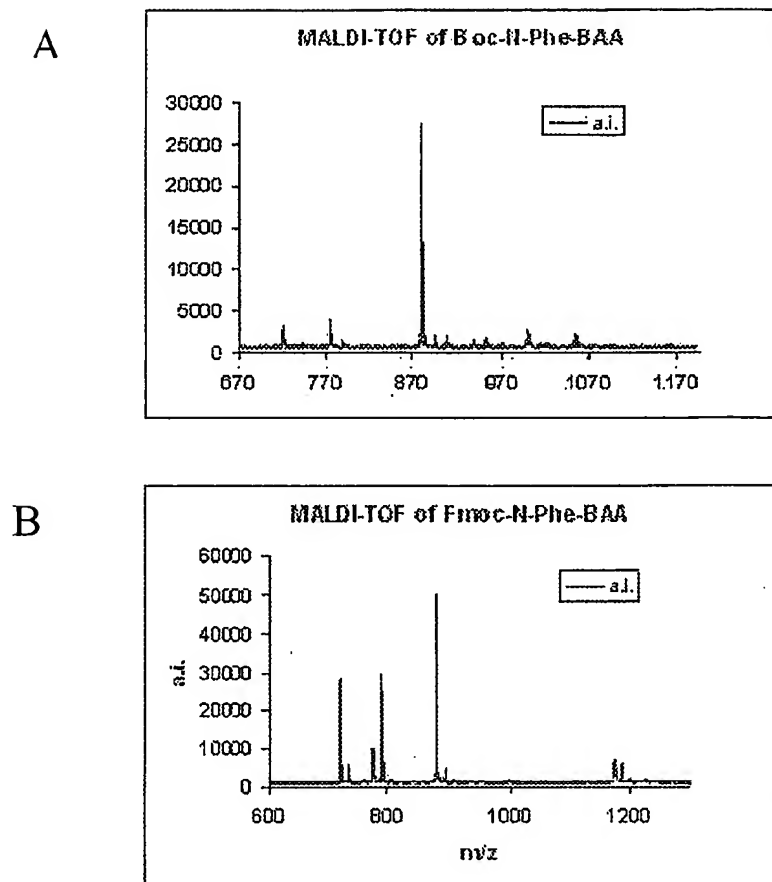 A
MALDI-TOF of Boc-N-Phe-BAA
30000
25000
20000
15000
10000
5000
0
a.i.
670 770 870 970 1070 1170
B
MALDI-TOF of Fmoc-N-Phe-BAA
60000
50000
40000
30000
20000
10000
0
a.i.
a.i.
600 800 1000 1200
m/z